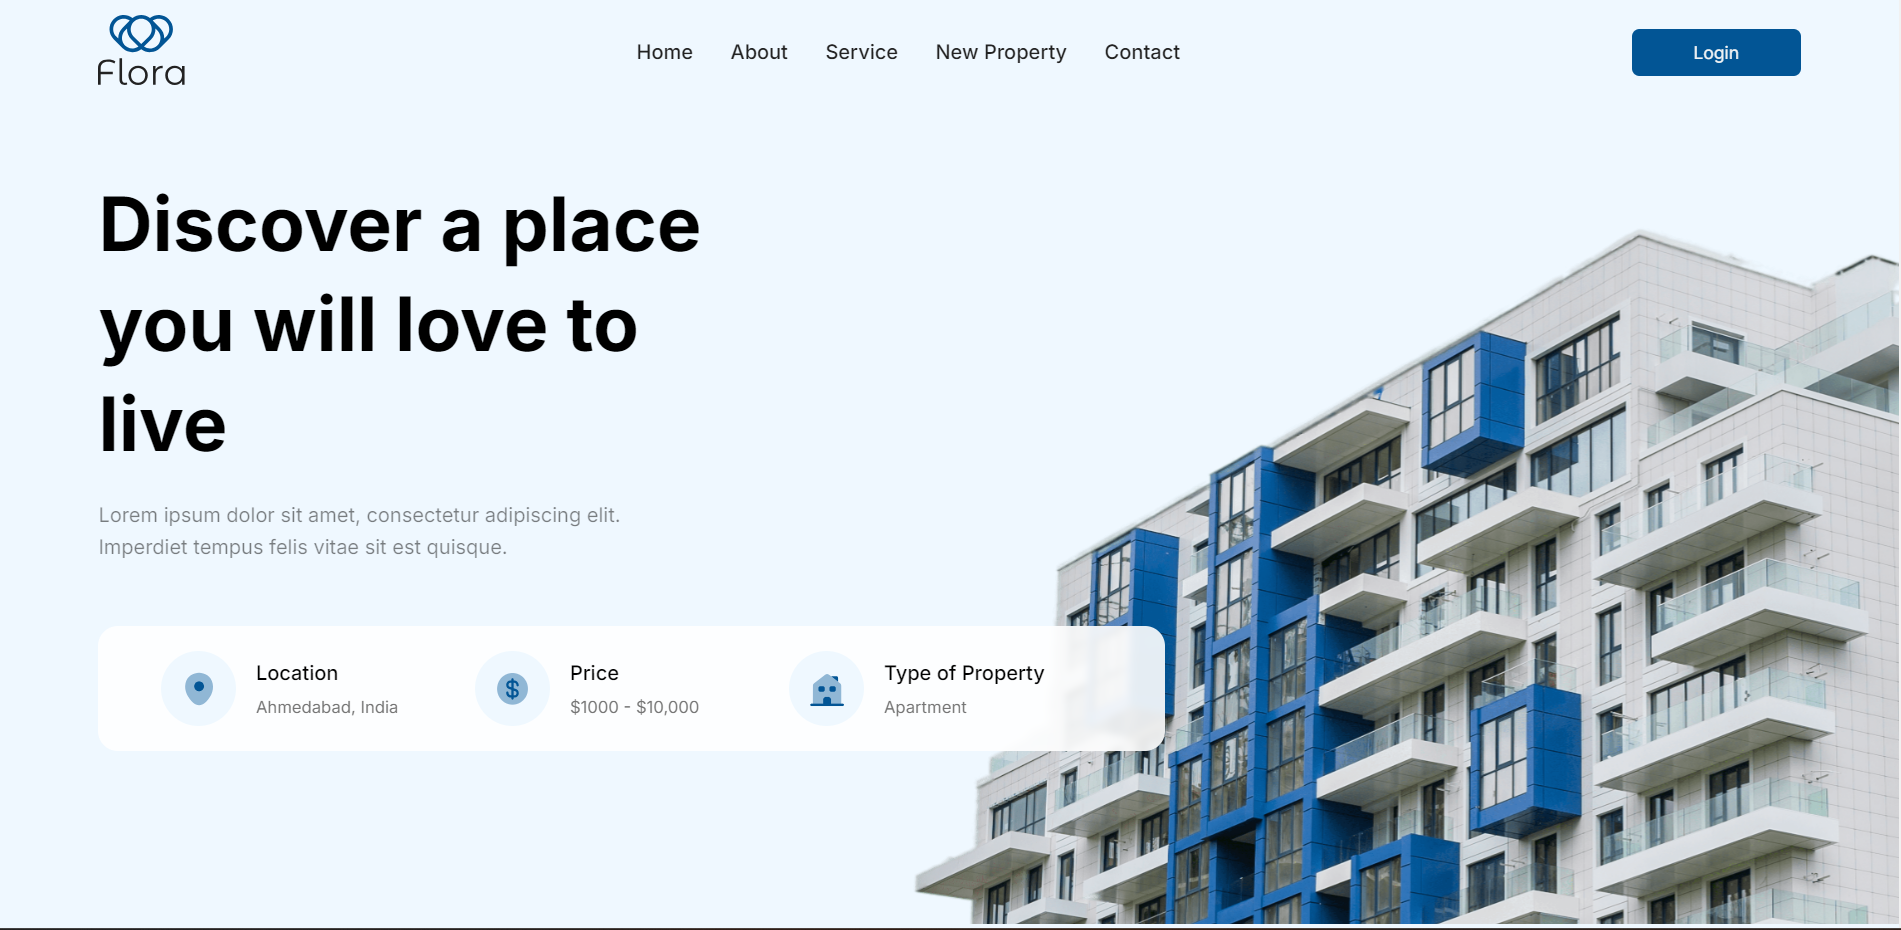 Flora
Home About Service New Property Contact
Login
Discover a place
you will love to
live
Lorem ipsum dolor sit amet, consectetur adipiscing elit.
Imperdiet tempus felis vitae sit est quisque.
Location
Ahmedabad, India
Price
$1000 - $10,000
Type of Property
Apartment